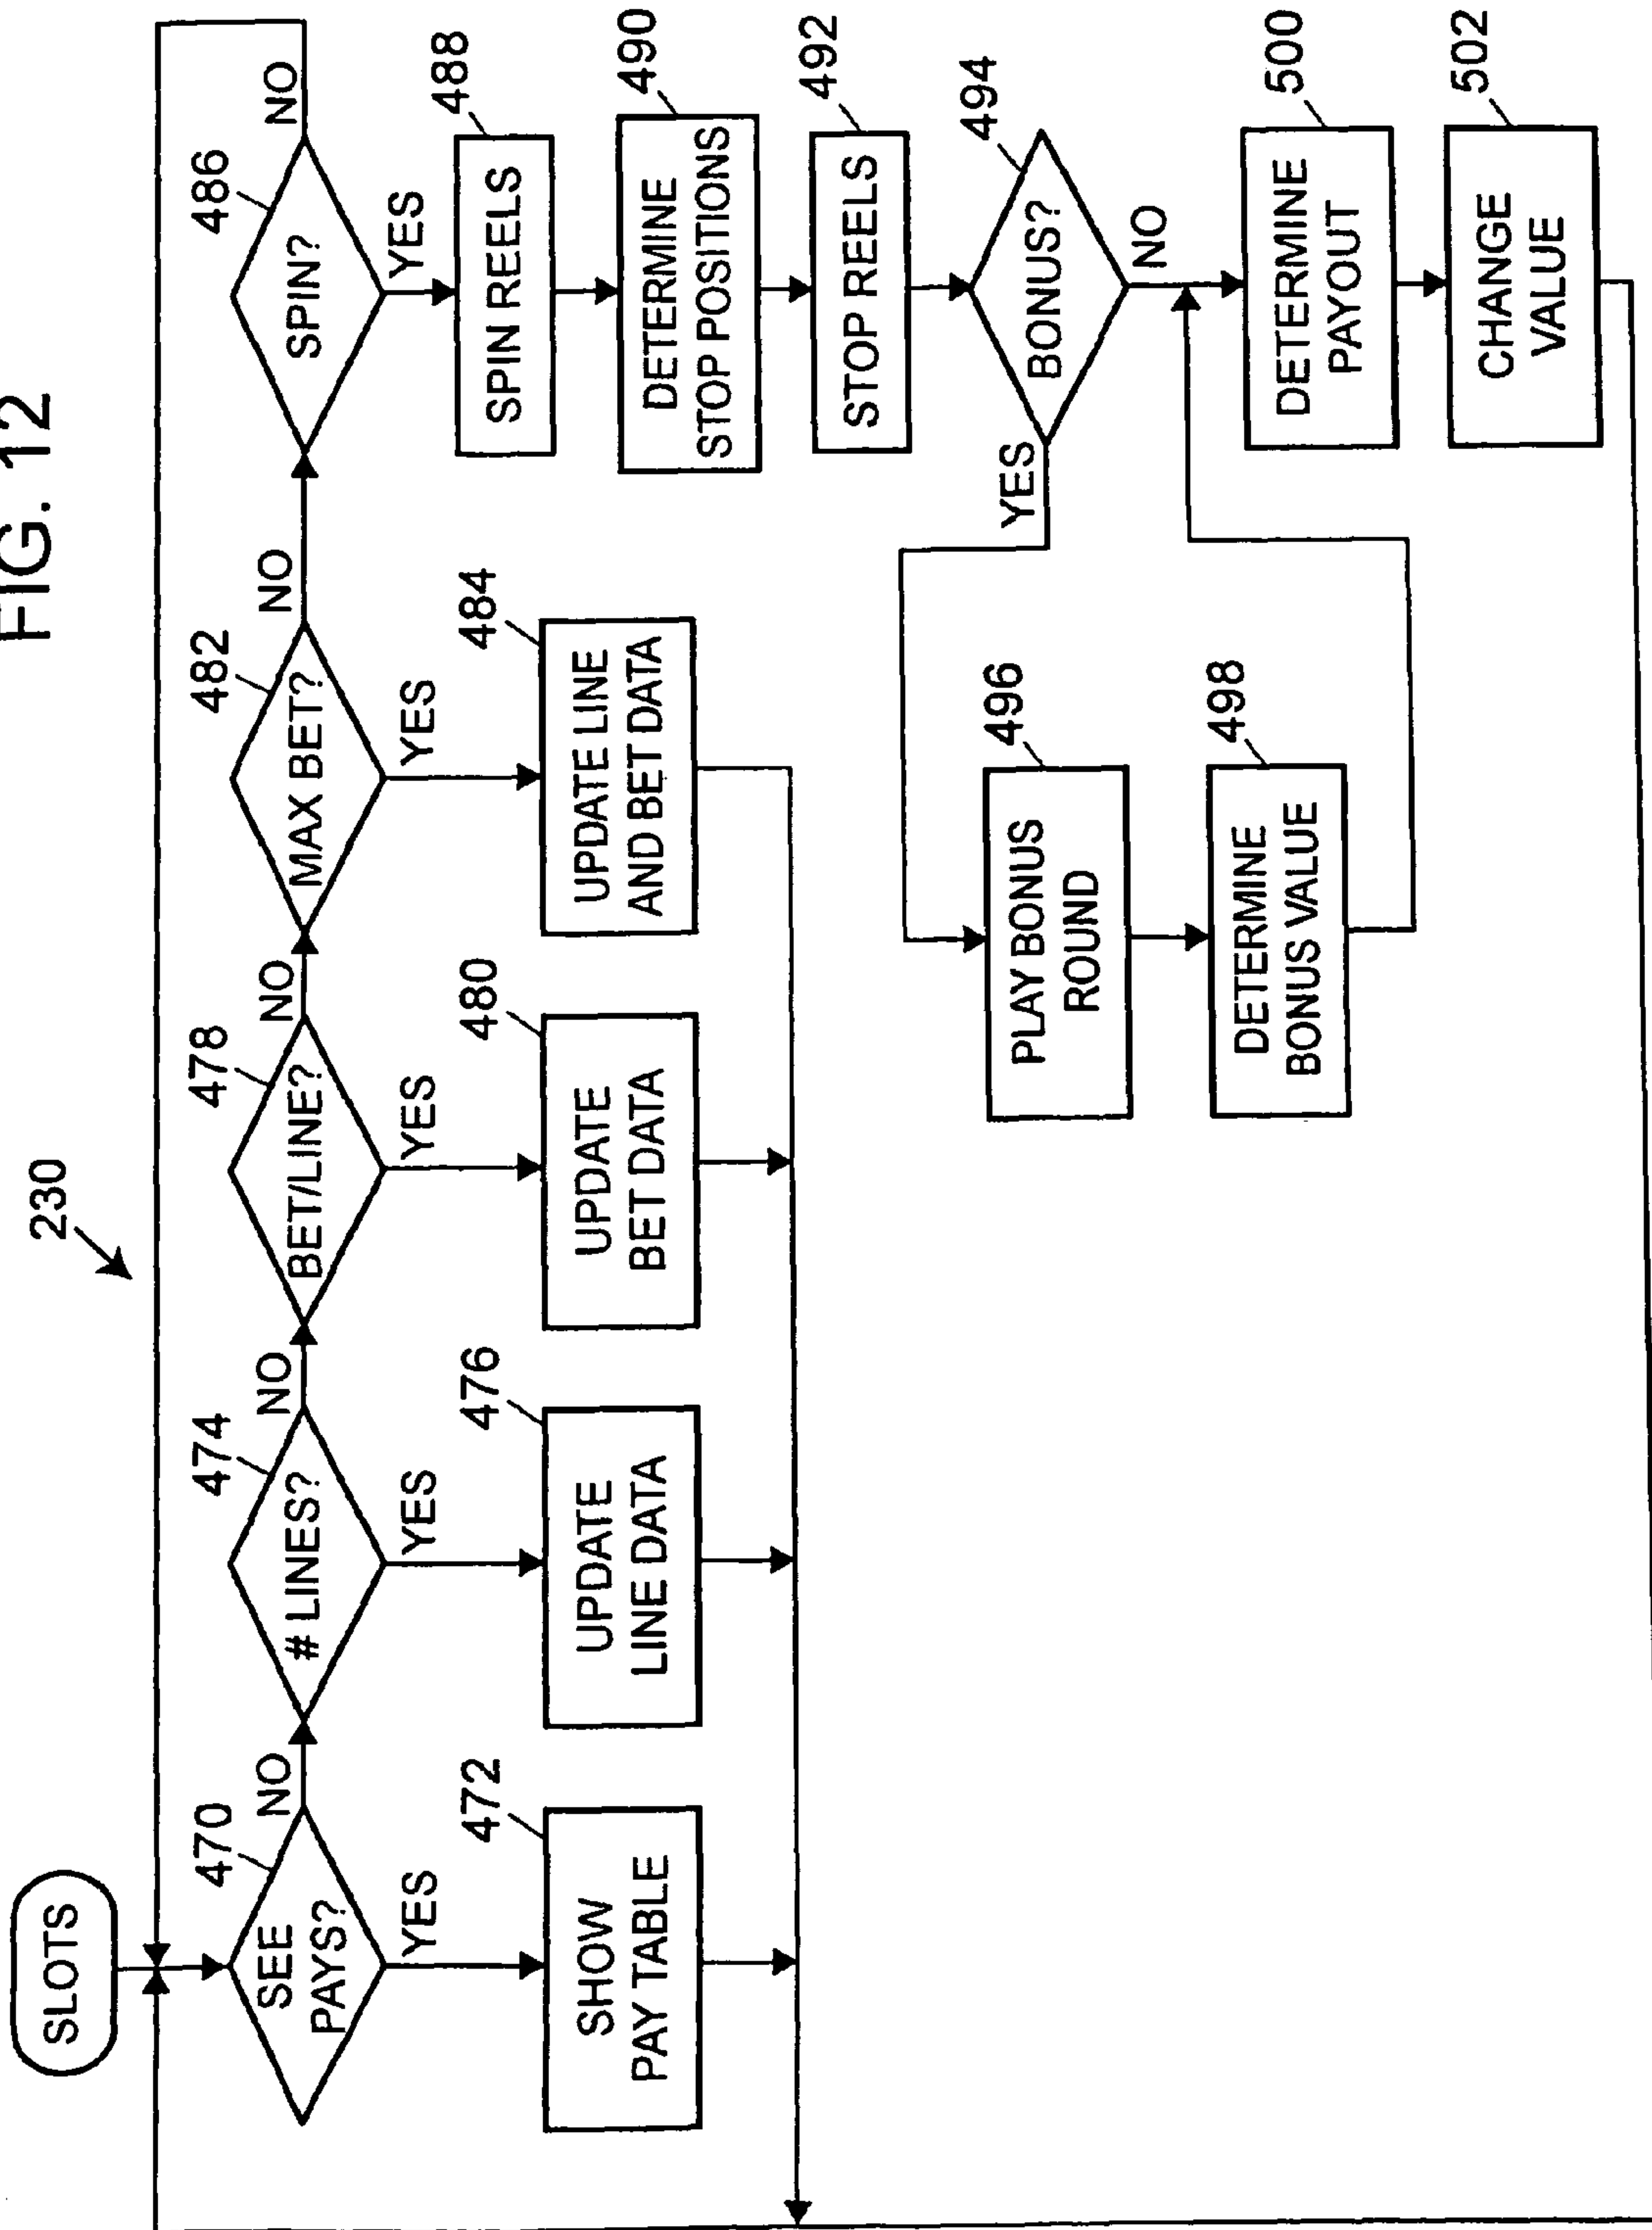 FIG. 12
230
SLOTS
470
SEE
PAYS?
NO
YES
472
SHOW
PAY TABLE
474
# LINES?
NO
YES
476
UPDATE
LINE DATA
478
BET/LINE?
NO
YES
480
UPDATE
BET DATA
482
MAX BET?
NO
YES
484
UPDATE LINE
AND BET DATA
486
SPIN?
NO
YES
488
SPIN REELS
490
DETERMINE
STOP POSITIONS
492
STOP REELS
494
BONUS?
YES
NO
496
PLAY BONUS
ROUND
498
DETERMINE
BONUS VALUE
500
DETERMINE
PAYOUT
502
CHANGE
VALUE